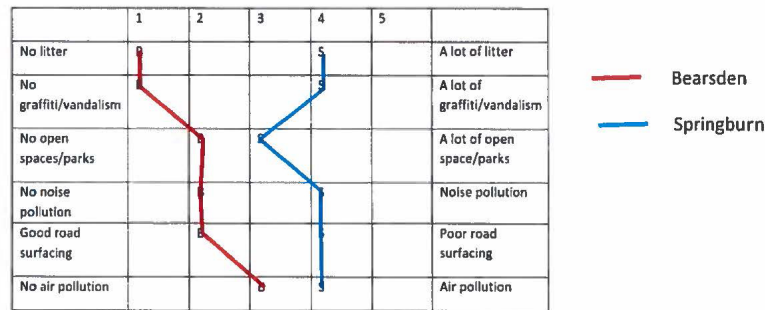 1 2 3 4 5
No litter B S A lot of litter
No A lot of
graffiti/vandalism S graffiti/vandalism
No open A lot of open
spaces/parks B space/parks
No noise B S Noise pollution
pollution
Good road B S Poor road
surfacing surfacing
No air pollution B S Air pollution
Bearsden
Springburn